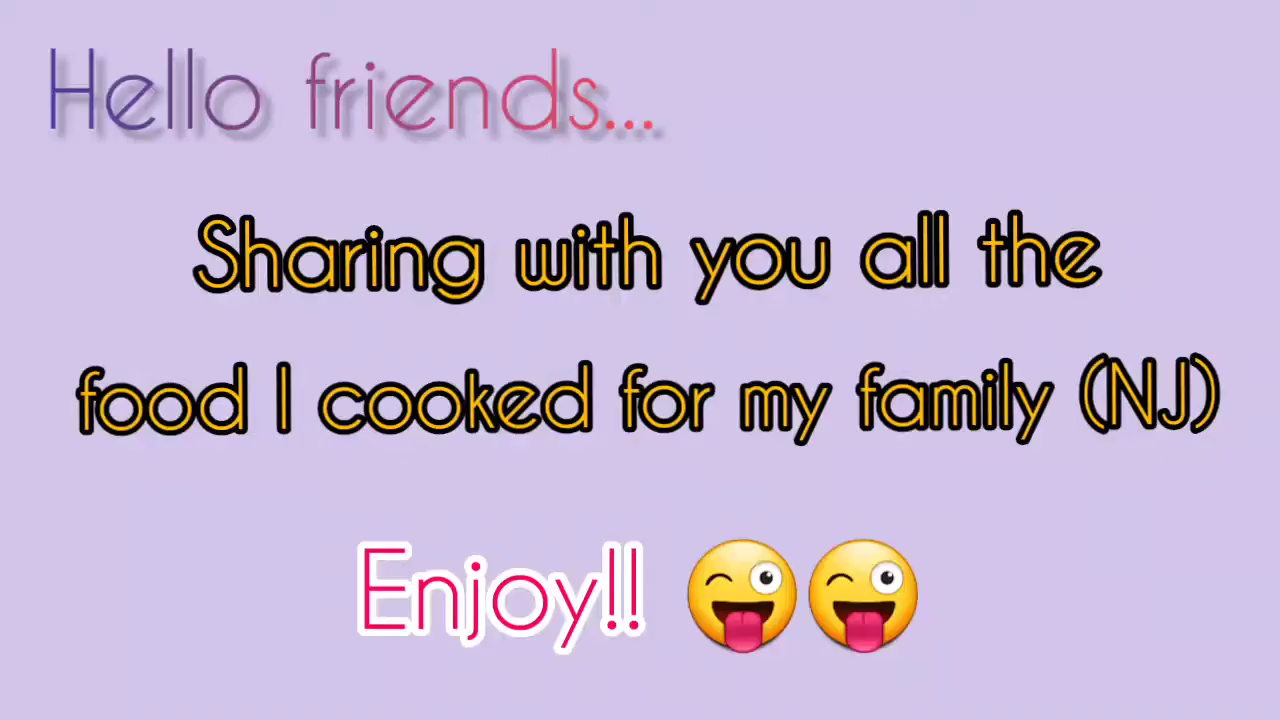 Hello friends...
Sharing with you all the
food I cooked for my family (NJ)
Enjoy!! 😜😜